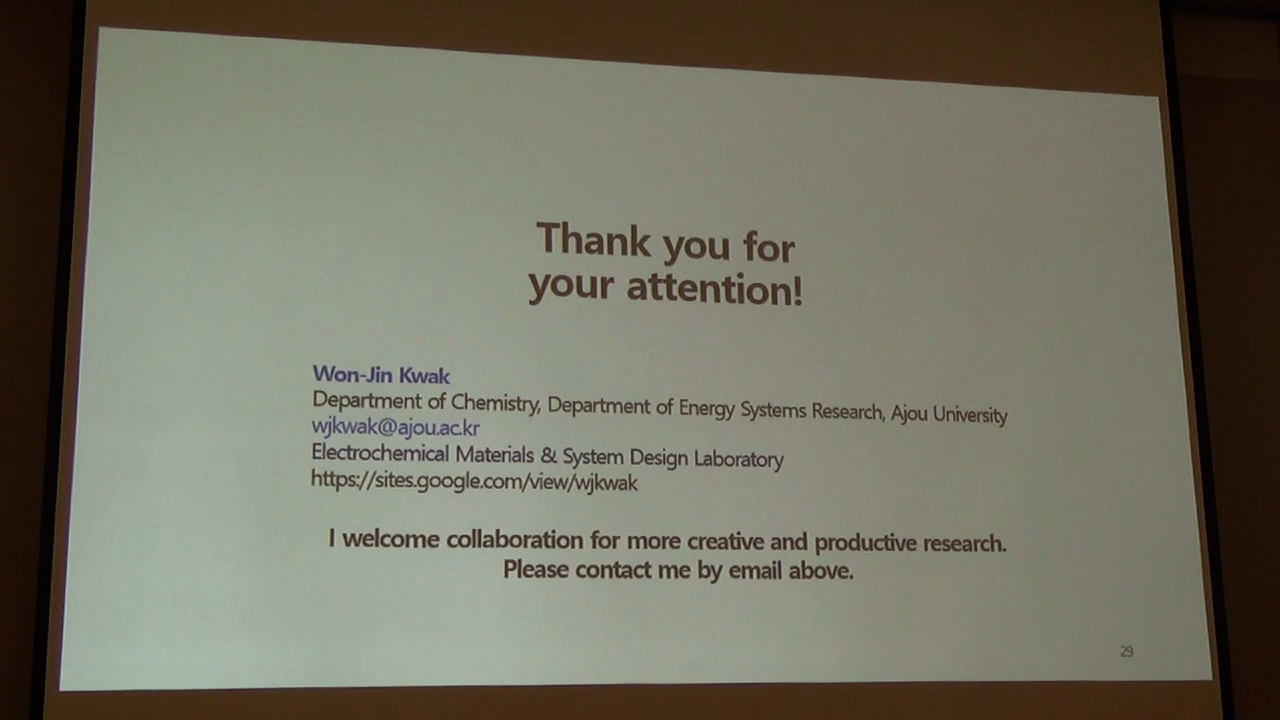 Thank you for
your attention!
Won-Jin Kwak
Department of Chemistry, Department of Energy Systems Research, Ajou University
wjkwak@ajou.ac.kr
Electrochemical Materials & System Design Laboratory
https://sites.google.com/view/wjkwak
I welcome collaboration for more creative and productive research.
Please contact me by email above.
29